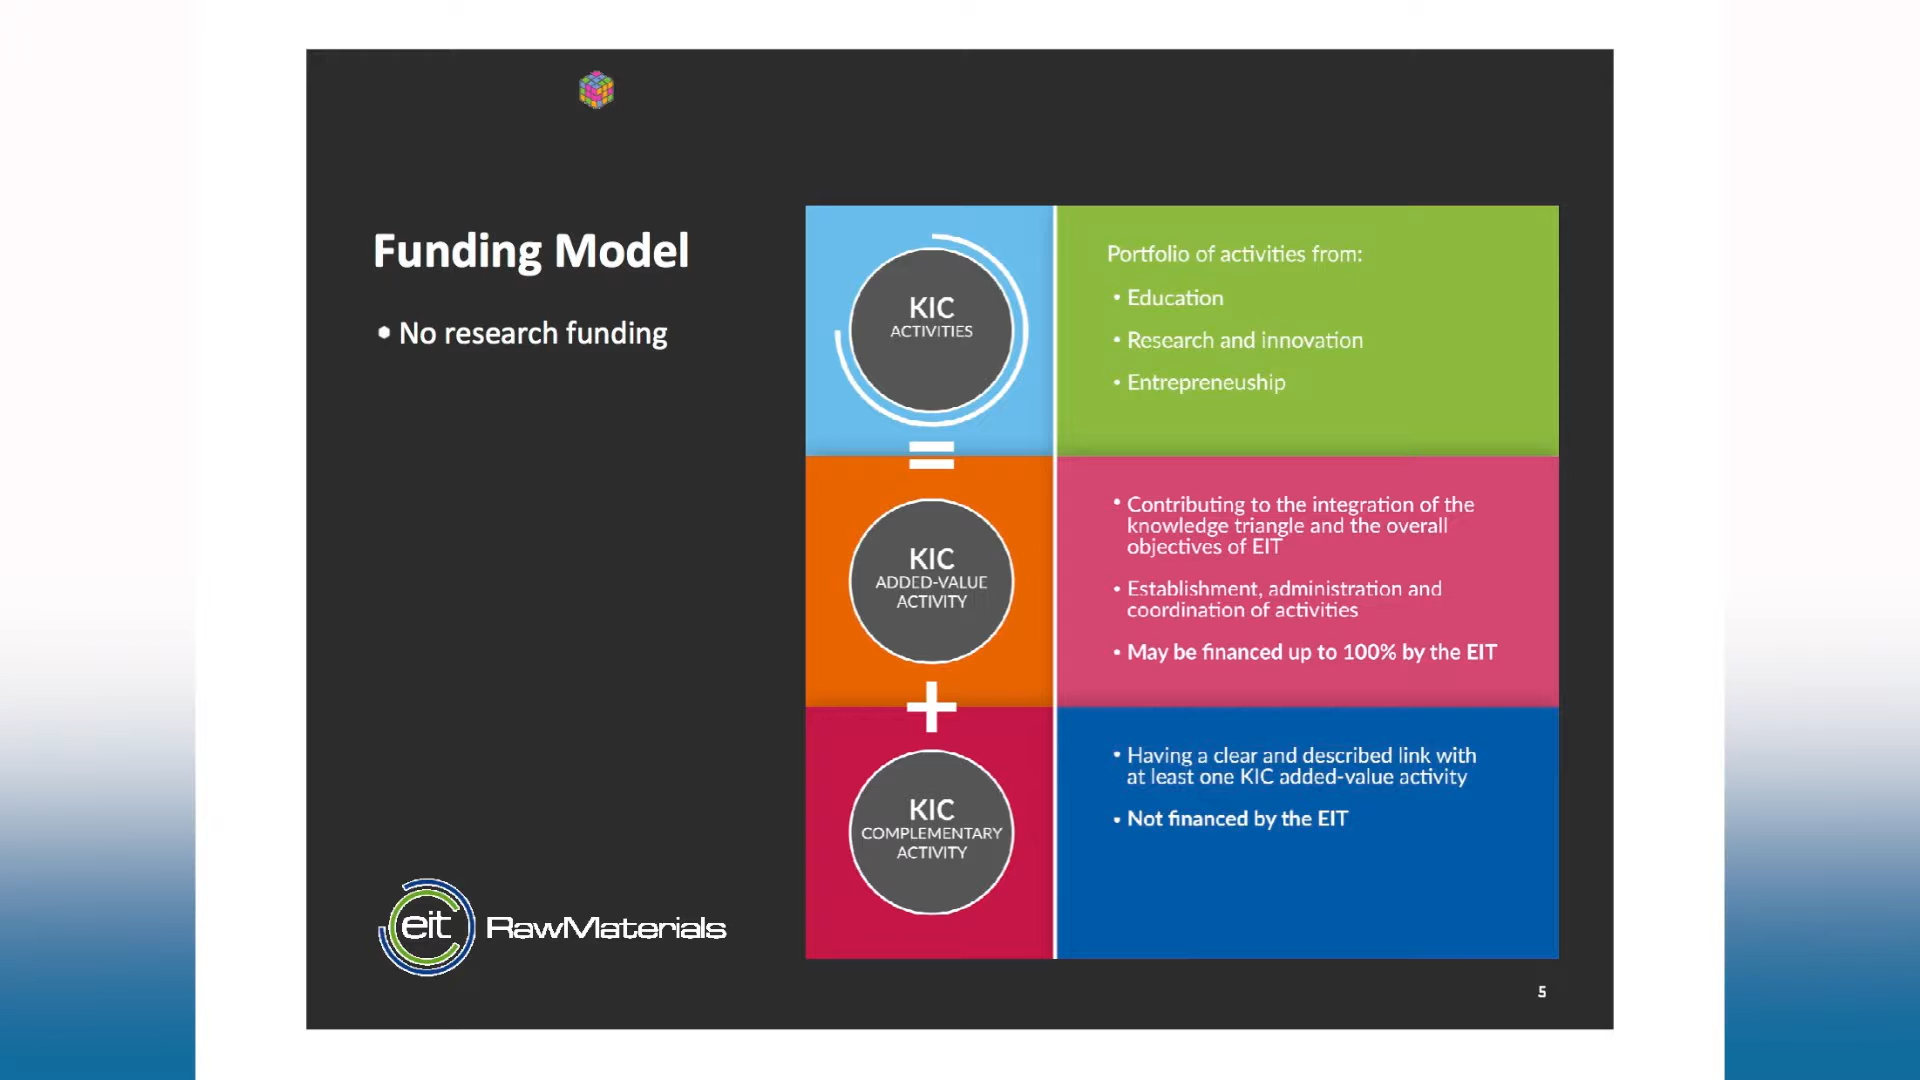 Funding Model
• No research funding
KIC
ACTIVITIES
Portfolio of activities from:
• Education
• Research and innovation
• Entrepreneuship
=
KIC
ADDED-VALUE
ACTIVITY
• Contributing to the integration of the
knowledge triangle and the overall
objectives of EIT
• Establishment, administration and
coordination of activities
• May be financed up to 100% by the EIT
+
KIC
COMPLEMENTARY
ACTIVITY
• Having a clear and described link with
at least one KIC added-value activity
• Not financed by the EIT
eit RawMaterials
5